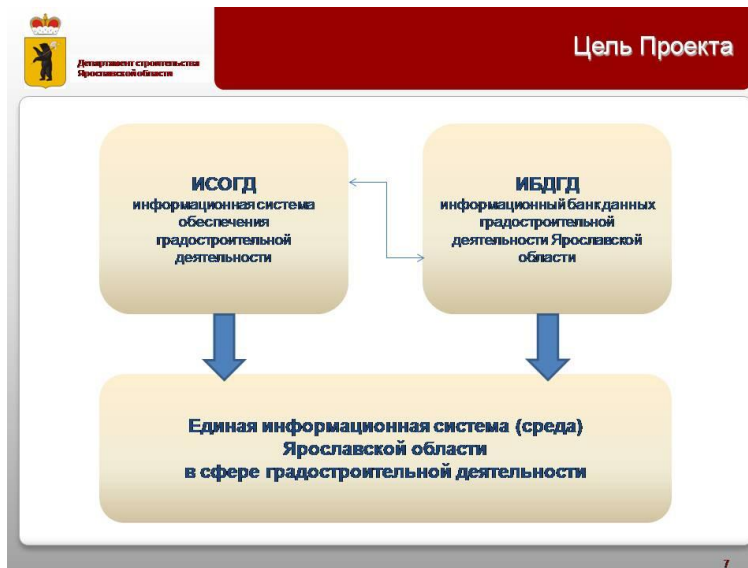 Департамент строительства
Ярославской области
Цель Проекта
ИСОГД
информационная система
обеспечения
градостроительной
деятельности
ИБДГД
информационный банк данных
градостроительной
деятельности Ярославской
области
Единая информационная система (среда)
Ярославской области
в сфере градостроительной деятельности
7